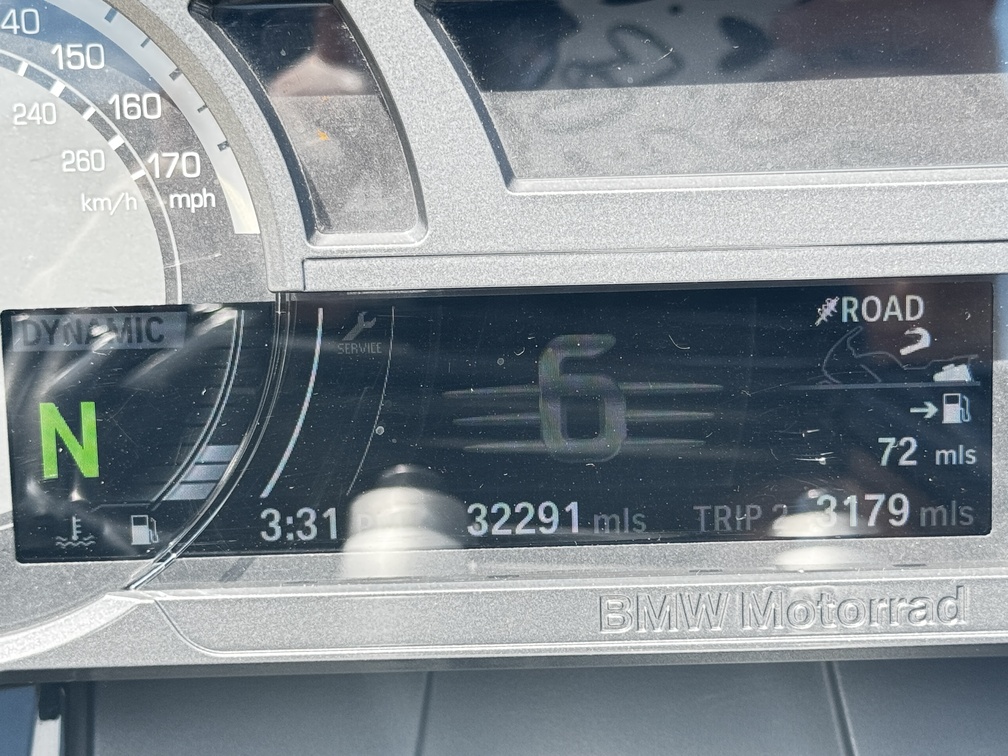 40
150
240
160
260
170
km/h
mph
DYNAMIC
SERVICE
6
ROAD
N
72 mls
3:31
32291 mls
TRIP 2
3179 mls
BMW Motorrad